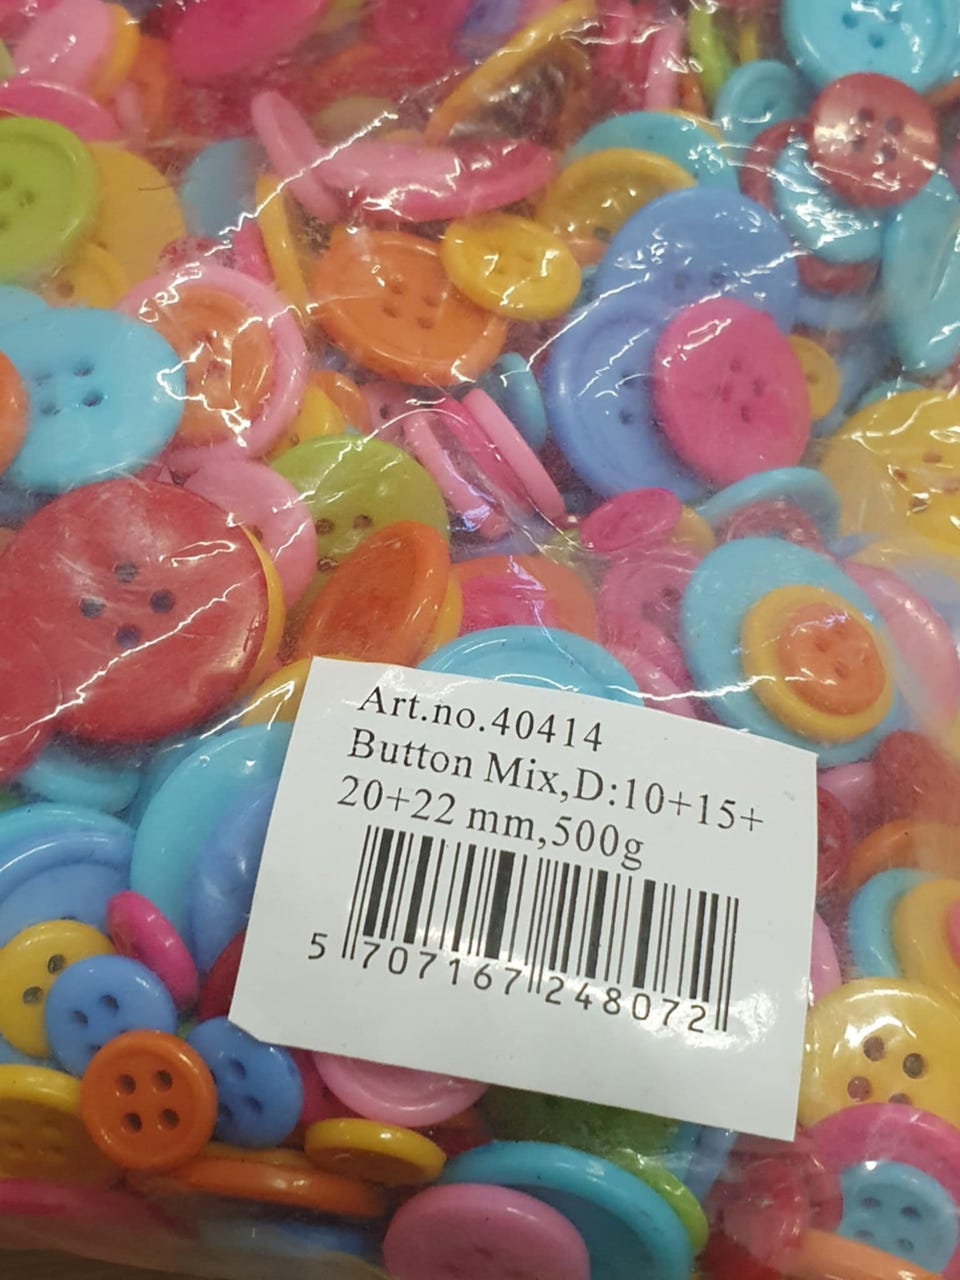 Art.no.40414
Button Mix,D:10+15+
20+22 mm,500g
5 707167 248072